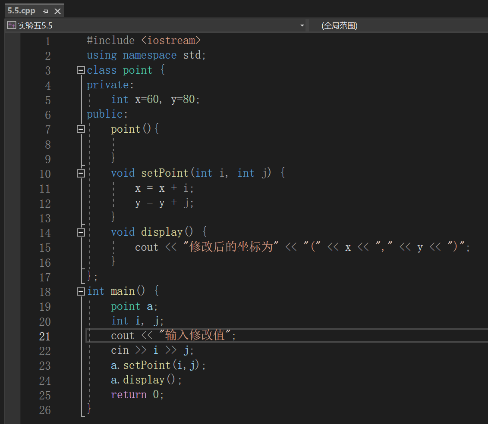 5.5.cpp
实验五5.5
(全局范围)
1 #include <iostream>
2 using namespace std;
3 class point {
4 private:
5 int x=60, y=80;
6 public:
7 point(){
8
9 }
10 void setPoint(int i, int j) {
11 x = x + i;
12 y = y + j;
13 }
14 void display() {
15 cout << "修改后的坐标为" << "(" << x << "," << y << ")";
16 }
17 };
18 int main() {
19 point a;
20 int i, j;
21 cout << "输入修改值";
22 cin >> i >> j;
23 a.setPoint(i,j);
24 a.display();
25 return 0;
26 }